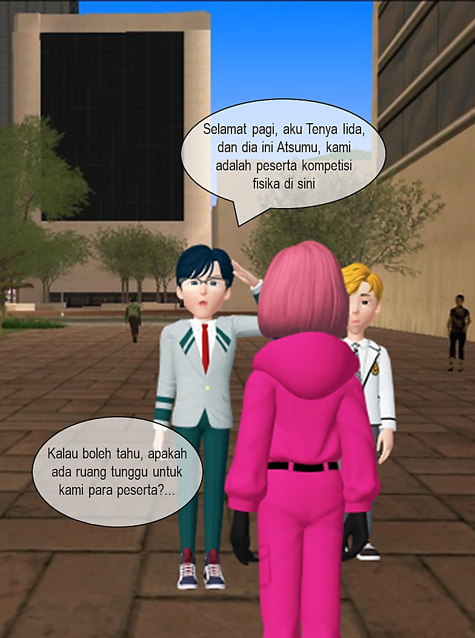 Selamat pagi, aku Tenya Iida,
dan dia ini Atsumu, kami
adalah peserta kompetisi
fisika di sini
Kalau boleh tahu, apakah
ada ruang tunggu untuk
kami para peserta?...